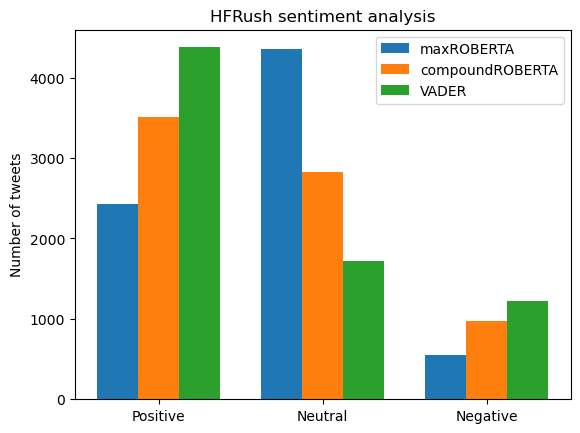 HFRush sentiment analysis
maxROBERTA
compoundROBERTA
VADER
Number of tweets
4000
3000
2000
1000
0
Positive
Neutral
Negative